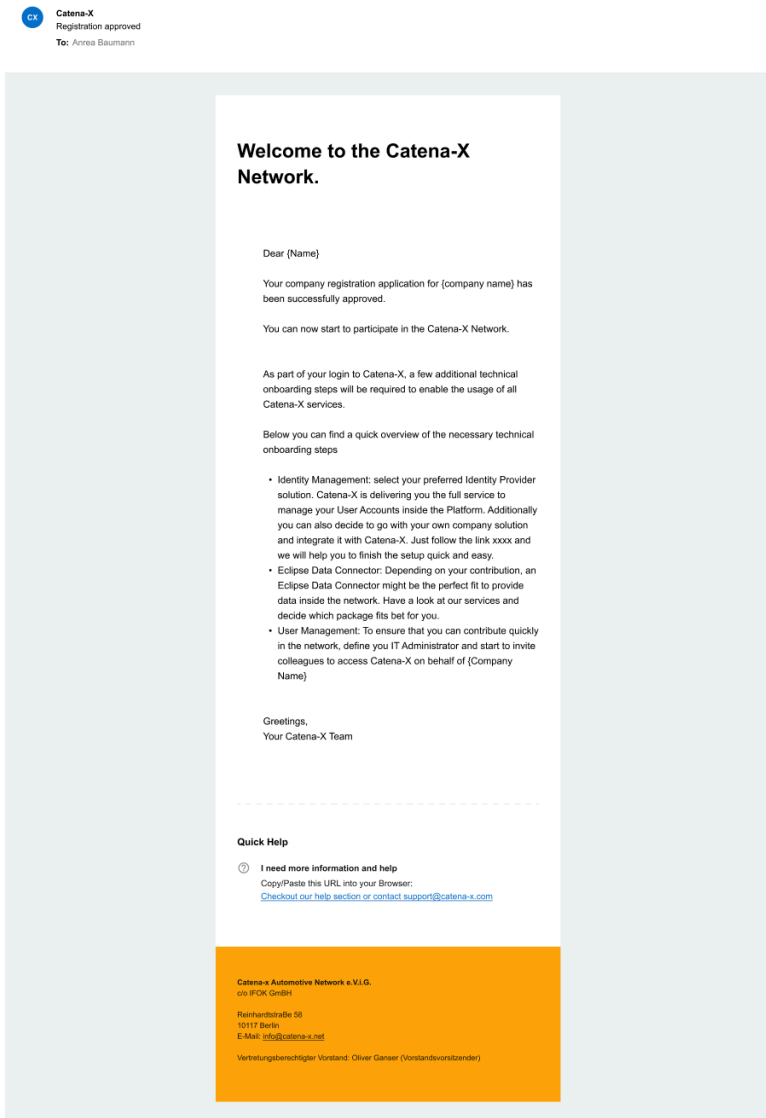 CX
Catena-X
Registration approved
To: Anrea Baumann
Welcome to the Catena-X
Network.
Dear {Name}
Your company registration application for {company name} has
been successfully approved.
You can now start to participate in the Catena-X Network.
As part of your login to Catena-X, a few additional technical
onboarding steps will be required to enable the usage of all
Catena-X services.
Below you can find a quick overview of the necessary technical
onboarding steps
• Identity Management: select your preferred Identity Provider
solution. Catena-X is delivering you the full service to
manage your User Accounts inside the Platform. Additionally
you can also decide to go with your own company solution
and integrate it with Catena-X. Just follow the link xxxx and
we will help you to finish the setup quick and easy.
• Eclipse Data Connector: Depending on your contribution, an
Eclipse Data Connector might be the perfect fit to provide
data inside the network. Have a look at our services and
decide which package fits bet for you.
• User Management: To ensure that you can contribute quickly
in the network, define you IT Administrator and start to invite
colleagues to access Catena-X on behalf of {Company
Name}
Greetings,
Your Catena-X Team
Quick Help
? I need more information and help
Copy/Paste this URL into your Browser:
Checkout our help section or contact support@catena-x.com
Catena-x Automotive Network e.V.i.G.
c/o IFOK GmBH
Reinhardtstraße 58
10117 Berlin
E-Mail: info@catena-x.net
Vertretungsberechtigter Vorstand: Oliver Ganser (Vorstandsvorsitzender)